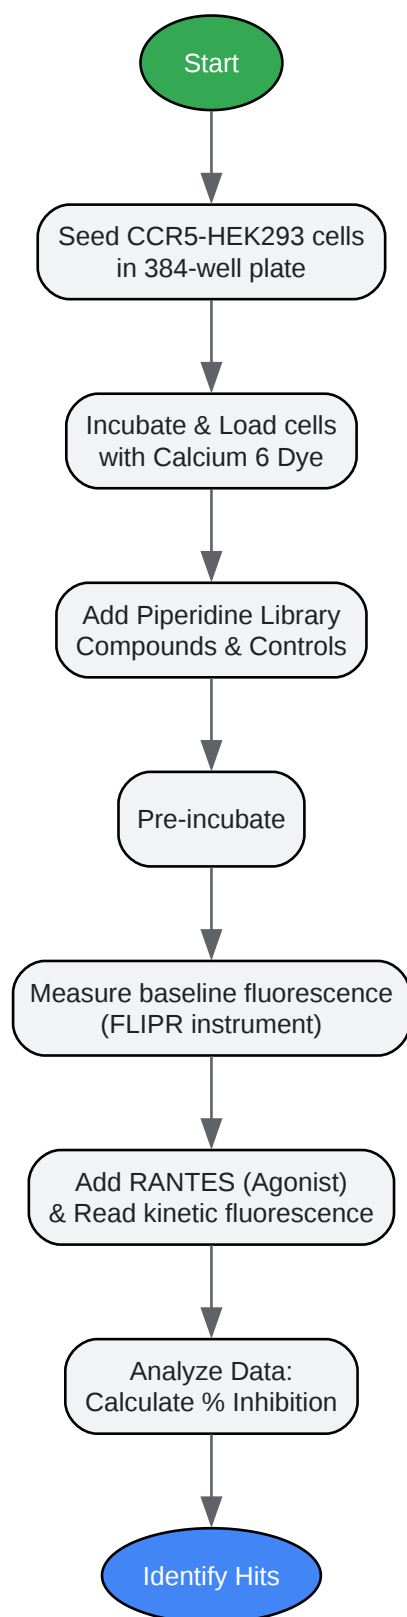 Start
Seed CCR5-HEK293 cells
in 384-well plate
Incubate & Load cells
with Calcium 6 Dye
Add Piperidine Library
Compounds & Controls
Pre-incubate
Measure baseline fluorescence
(FLIPR instrument)
Add RANTES (Agonist)
& Read kinetic fluorescence
Analyze Data:
Calculate % Inhibition
Identify Hits